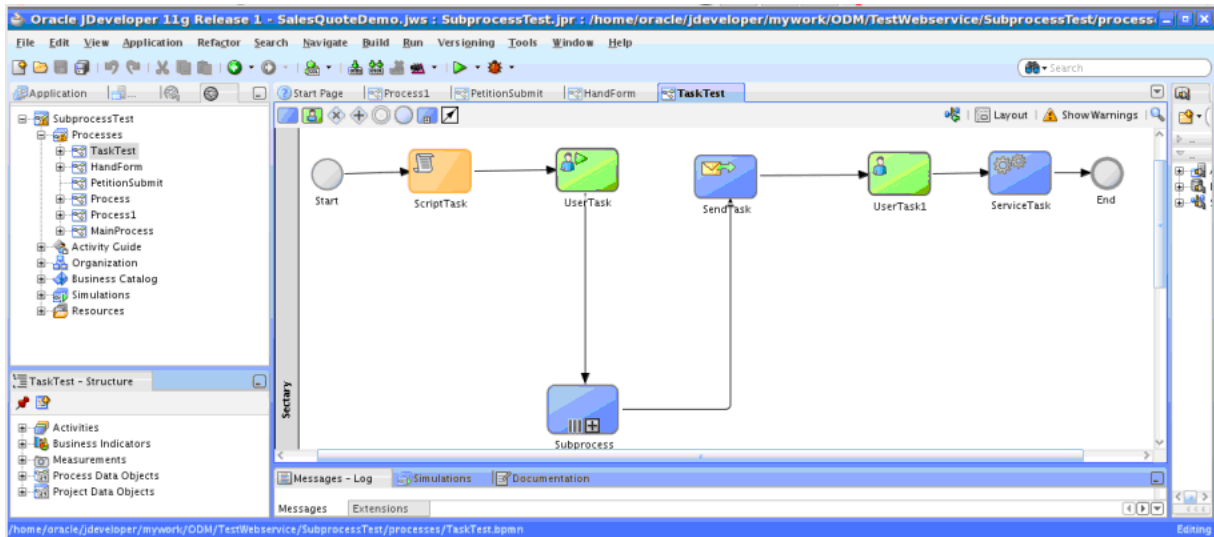 Oracle JDeveloper 11g Release 1 - SalesQuoteDemo.jws : SubprocessTest.jpr : /home/oracle/jdeveloper/mywork/ODM/TestWebservice/SubprocessTest/process
File Edit View Application Refactor Search Navigate Build Run Versigning Tools Window Help
Search
Application
Start Page Process1 PetitionSubmit HandForm TaskTest
Layout Show Warnings
SubprocessTest
Processes
TaskTest
HandForm
PetitionSubmit
Process
Process1
MainProcess
Activity Guide
Organization
Business Catalog
Simulations
Resources
Start
ScriptTask
UserTask
SendTask
UserTask1
ServiceTask
End
Sectary
Subprocess
TaskTest - Structure
Activities
Business Indicators
Measurements
Process Data Objects
Project Data Objects
Messages - Log Simulations Documentation
Messages Extensions
/home/oracle/jdeveloper/mywork/ODM/TestWebservice/SubprocessTest/processes/TaskTest.bpmn
Editing